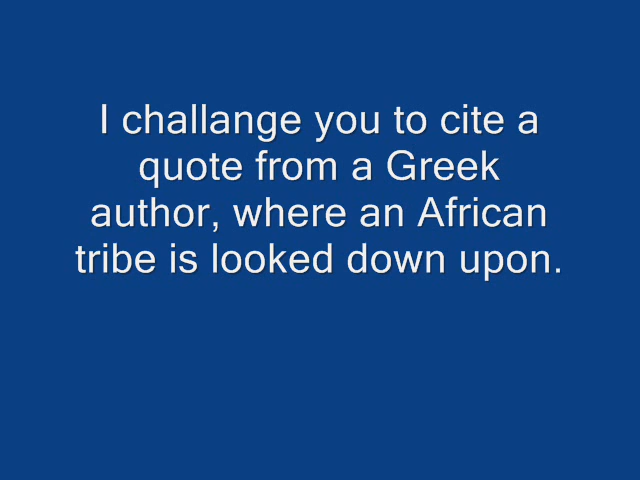 I challange you to cite a
quote from a Greek
author, where an African
tribe is looked down upon.